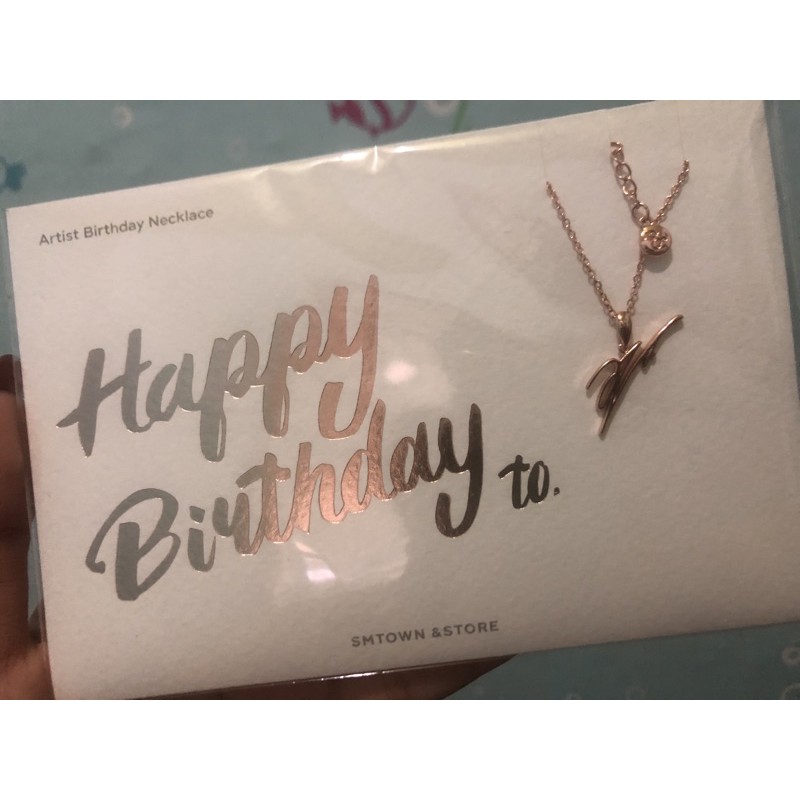 Artist Birthday Necklace
Happy
Birthday to.
SMTOWN &STORE